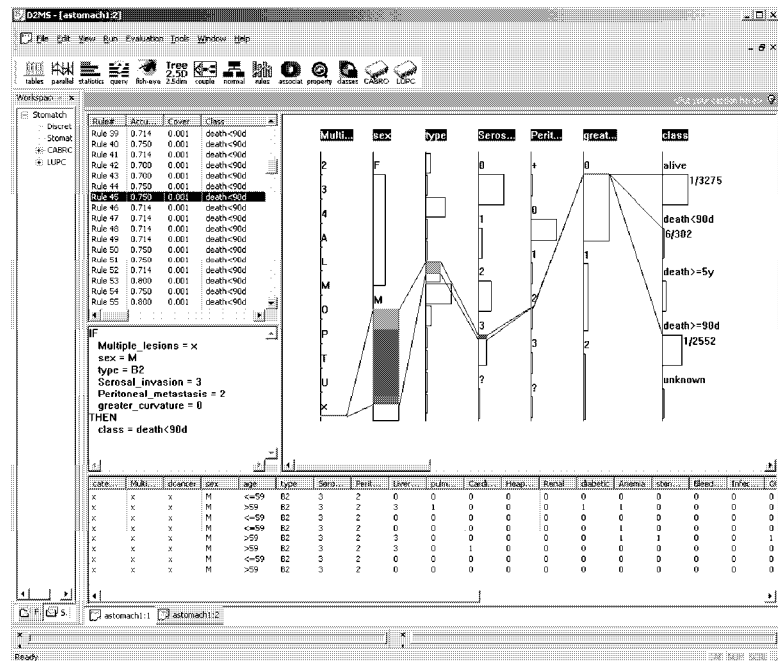 D2MS - [astomach1:2]
File Edit View Run Evaluation Tools Window Help
Tree
2.5D
tables parallel statistics query fish-eye 2.5dim couple normal rules associat property classes CABRO LUPC
Workspac
Stomatch
Discret
Stomat
CABRC
LUPC
Rule# Accu... Cover Class
Rule 39 0.714 0.001 death<90d
Rule 40 0.750 0.001 death<90d
Rule 41 0.714 0.001 death<90d
Rule 42 0.700 0.001 death<90d
Rule 43 0.700 0.001 death<90d
Rule 44 0.750 0.001 death<90d
Rule 45 0.750 0.001 death<90d
Rule 46 0.714 0.001 death<90d
Rule 47 0.714 0.001 death<90d
Rule 48 0.714 0.001 death<90d
Rule 49 0.714 0.001 death<90d
Rule 50 0.750 0.001 death<90d
Rule 51 0.750 0.001 death<90d
Rule 52 0.714 0.001 death<90d
Rule 53 0.800 0.001 death<90d
Rule 54 0.750 0.001 death<90d
Rule 55 0.800 0.001 death<90d
IF
Multiple_lesions = x
sex = M
type = B2
Serosal_invasion = 3
Peritoneal_metastasis = 2
greater_curvature = 0
THEN
class = death<90d
Multi... sex type Seros... Perit... great... class
2 F 0 + 0 alive
1/3275
3
1 0 death<90d
4 6/302
A 1 1
L 2 death>=5y
M M 2
O 3 death>=90d
P 3 2 1/2552
T
U ? ? unknown
x
cate... Multi... dcancer sex age type Sero... Perit... Liver... pulm... Cardi... Heap... Renal diabetic Anemia sten... Bleed... Infec...
x x x M <=59 B2 3 2 0 0 0 0 0 0 0 0 0 0
x x x M >59 B2 3 2 3 1 0 0 0 1 1 0 0 0
x x x M <=59 B2 3 2 0 0 0 0 0 0 0 0 0 0
x x x M <=59 B2 3 2 0 0 0 0 0 0 1 0 0 0
x x x M >59 B2 3 2 3 0 0 0 0 0 1 1 0 0 1
x x x M >59 B2 3 2 3 0 1 0 0 0 0 0 0 0
x x x M <=59 B2 3 2 0 0 0 0 0 0 0 0 0 0
x x x M >59 B2 3 2 0 0 0 0 0 0 0 0 0 0
F. S. astomach1:1 astomach1:2
Ready